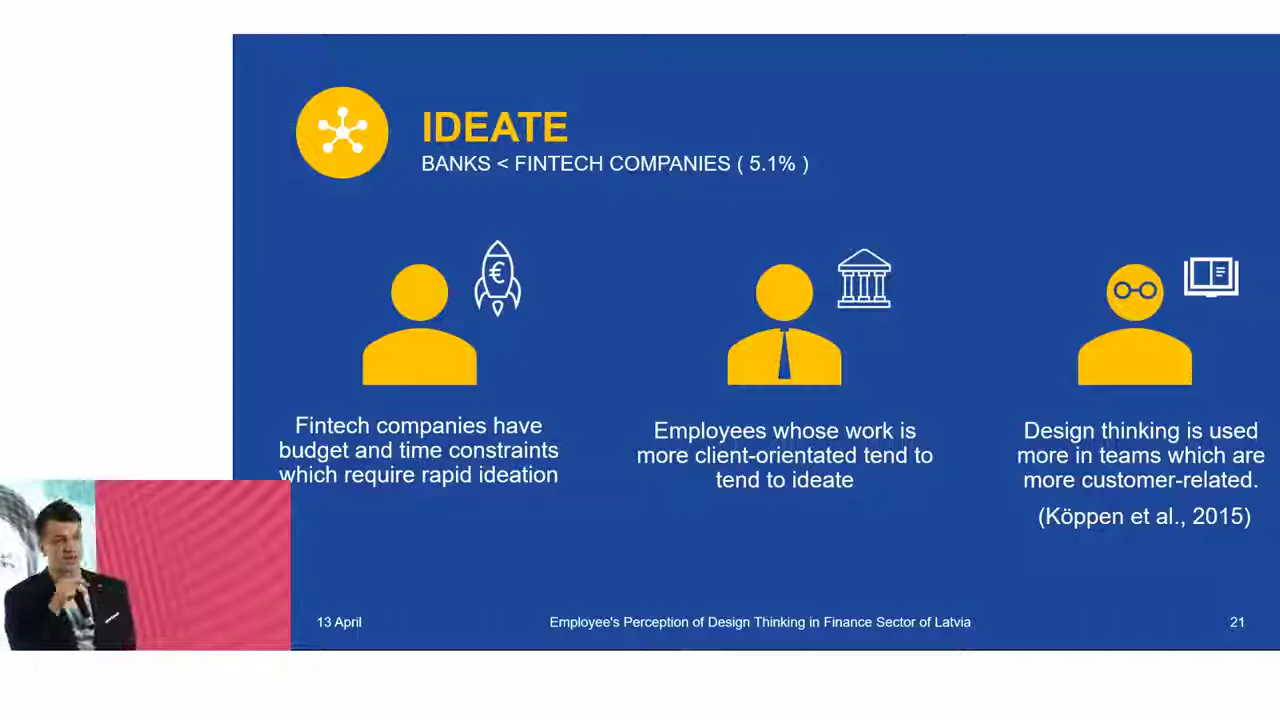 IDEATE
BANKS < FINTECH COMPANIES ( 5.1% )
€
Fintech companies have
budget and time constraints
which require rapid ideation
Employees whose work is
more client-orientated tend to
tend to ideate
Design thinking is used
more in teams which are
more customer-related.
(Köppen et al., 2015)
13 April
Employee's Perception of Design Thinking in Finance Sector of Latvia
21